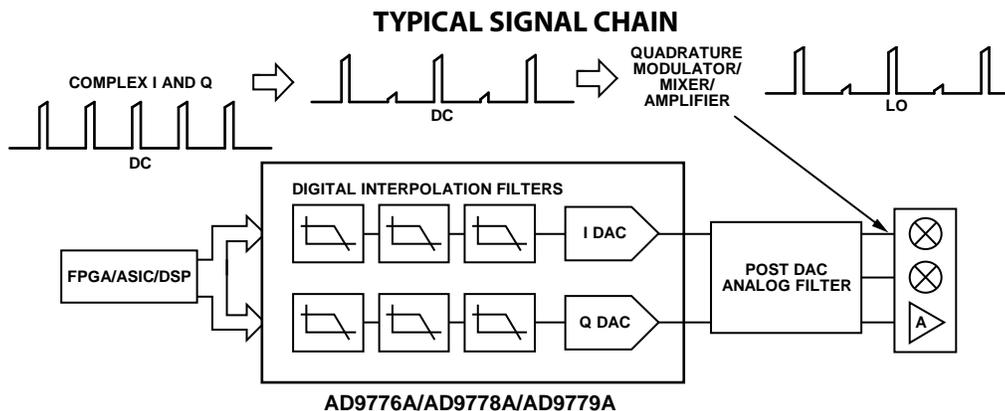 TYPICAL SIGNAL CHAIN
COMPLEX I AND Q
DC
DC
QUADRATURE
MODULATOR/
MIXER/
AMPLIFIER
LO
DIGITAL INTERPOLATION FILTERS
FPGA/ASIC/DSP
I DAC
Q DAC
POST DAC
ANALOG FILTER
A
AD9776A/AD9778A/AD9779A